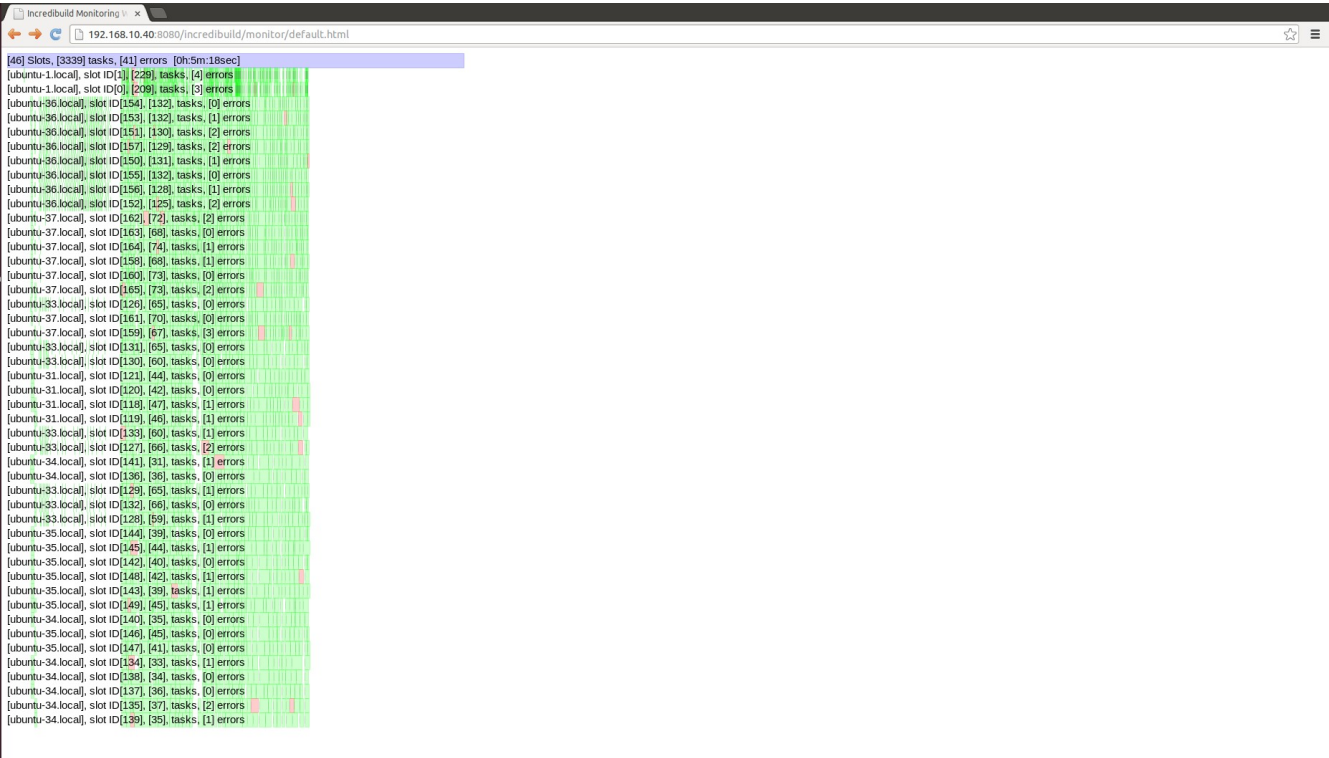 Incredibuild Monitoring W
192.168.10.40:8080/incredibuild/monitor/default.html
[46] Slots, [3339] tasks, [41] errors [0h:5m:18sec]
[ubuntu-1.local], slot ID[1], [229], tasks, [4] errors
[ubuntu-1.local], slot ID[0], [209], tasks, [3] errors
[ubuntu-36.local], slot ID[154], [132], tasks, [0] errors
[ubuntu-36.local], slot ID[153], [132], tasks, [1] errors
[ubuntu-36.local], slot ID[151], [130], tasks, [2] errors
[ubuntu-36.local], slot ID[157], [129], tasks, [2] errors
[ubuntu-36.local], slot ID[150], [131], tasks, [1] errors
[ubuntu-36.local], slot ID[155], [132], tasks, [0] errors
[ubuntu-36.local], slot ID[156], [128], tasks, [1] errors
[ubuntu-36.local], slot ID[152], [125], tasks, [2] errors
[ubuntu-37.local], slot ID[162], [72], tasks, [2] errors
[ubuntu-37.local], slot ID[163], [68], tasks, [0] errors
[ubuntu-37.local], slot ID[164], [74], tasks, [1] errors
[ubuntu-37.local], slot ID[158], [68], tasks, [1] errors
[ubuntu-37.local], slot ID[160], [73], tasks, [0] errors
[ubuntu-37.local], slot ID[165], [73], tasks, [2] errors
[ubuntu-33.local], slot ID[126], [65], tasks, [0] errors
[ubuntu-37.local], slot ID[161], [70], tasks, [0] errors
[ubuntu-37.local], slot ID[159], [67], tasks, [3] errors
[ubuntu-33.local], slot ID[131], [65], tasks, [0] errors
[ubuntu-33.local], slot ID[130], [60], tasks, [0] errors
[ubuntu-31.local], slot ID[121], [44], tasks, [0] errors
[ubuntu-31.local], slot ID[120], [42], tasks, [0] errors
[ubuntu-31.local], slot ID[118], [47], tasks, [1] errors
[ubuntu-31.local], slot ID[119], [46], tasks, [1] errors
[ubuntu-33.local], slot ID[133], [60], tasks, [1] errors
[ubuntu-33.local], slot ID[127], [66], tasks, [2] errors
[ubuntu-34.local], slot ID[141], [31], tasks, [1] errors
[ubuntu-34.local], slot ID[136], [36], tasks, [0] errors
[ubuntu-33.local], slot ID[129], [65], tasks, [1] errors
[ubuntu-33.local], slot ID[132], [66], tasks, [0] errors
[ubuntu-33.local], slot ID[128], [59], tasks, [1] errors
[ubuntu-35.local], slot ID[144], [39], tasks, [0] errors
[ubuntu-35.local], slot ID[145], [44], tasks, [1] errors
[ubuntu-35.local], slot ID[142], [40], tasks, [0] errors
[ubuntu-35.local], slot ID[148], [42], tasks, [1] errors
[ubuntu-35.local], slot ID[143], [39], tasks, [1] errors
[ubuntu-35.local], slot ID[149], [45], tasks, [1] errors
[ubuntu-34.local], slot ID[140], [35], tasks, [0] errors
[ubuntu-35.local], slot ID[146], [45], tasks, [0] errors
[ubuntu-35.local], slot ID[147], [41], tasks, [0] errors
[ubuntu-34.local], slot ID[134], [33], tasks, [1] errors
[ubuntu-34.local], slot ID[138], [34], tasks, [0] errors
[ubuntu-34.local], slot ID[137], [36], tasks, [0] errors
[ubuntu-34.local], slot ID[135], [37], tasks, [2] errors
[ubuntu-34.local], slot ID[139], [35], tasks, [1] errors